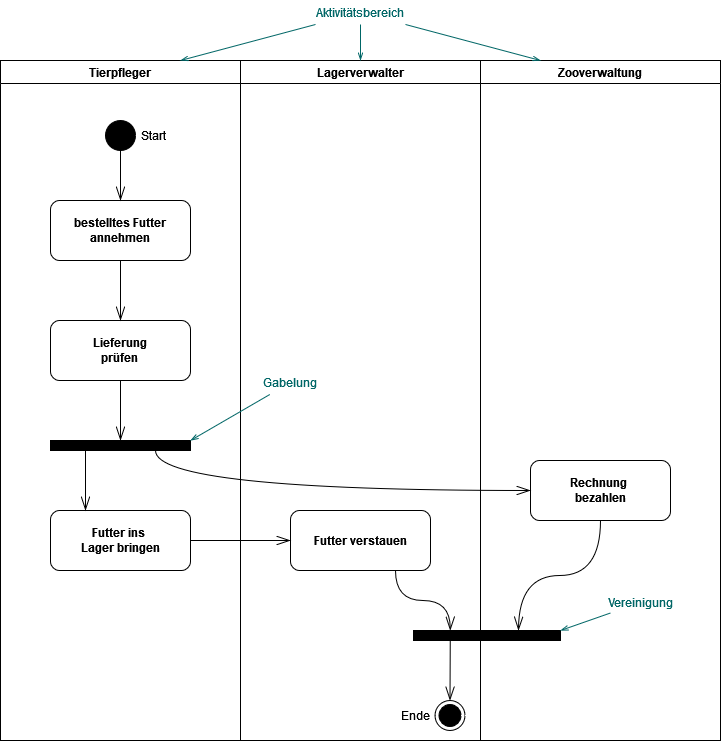 Aktivitätsbereich
Tierpfleger
Lagerverwalter
Zooverwaltung
Start
bestelltes Futter
annehmen
Lieferung
prüfen
Gabelung
Rechnung
bezahlen
Futter ins
Lager bringen
Futter verstauen
Vereinigung
Ende